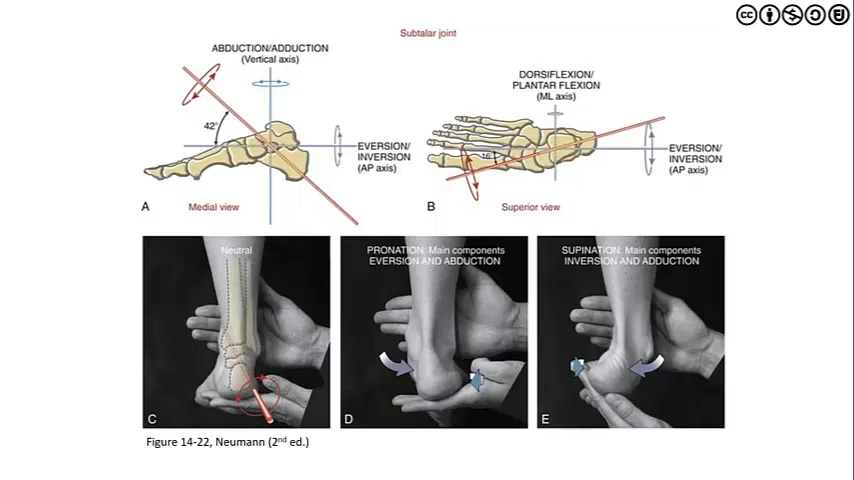 Subtalar joint
ABDUCTION/ADDUCTION
(Vertical axis)
42°
EVERSION/
INVERSION
(AP axis)
A
Medial view
DORSIFLEXION/
PLANTAR FLEXION
(ML axis)
16°
EVERSION/
INVERSION
(AP axis)
B
Superior view
Neutral
C
PRONATION: Main components
EVERSION AND ABDUCTION
D
SUPINATION: Main components
INVERSION AND ADDUCTION
E
Figure 14-22, Neumann (2nd ed.)
cc